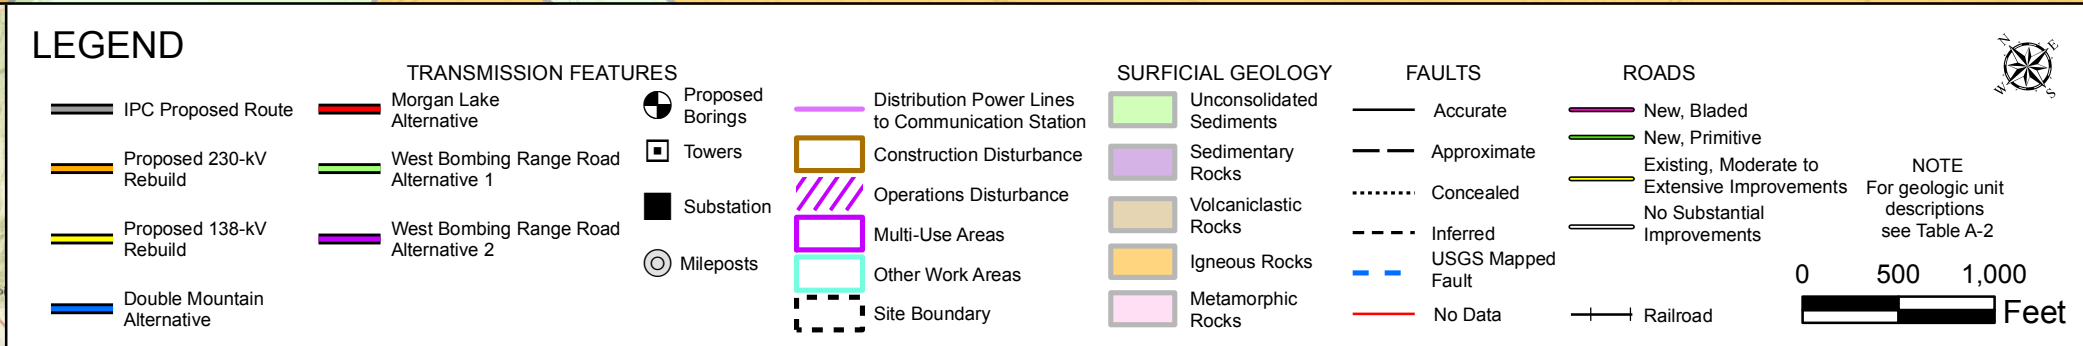 LEGEND
TRANSMISSION FEATURES
IPC Proposed Route
Proposed 230-kV
Rebuild
Proposed 138-kV
Rebuild
Double Mountain
Alternative
Morgan Lake
Alternative
West Bombing Range Road
Alternative 1
West Bombing Range Road
Alternative 2
Proposed
Borings
Towers
Substation
Mileposts
Distribution Power Lines
to Communication Station
Construction Disturbance
Operations Disturbance
Multi-Use Areas
Other Work Areas
Site Boundary
SURFICIAL GEOLOGY
Unconsolidated
Sediments
Sedimentary
Rocks
Volcaniclastic
Rocks
Igneous Rocks
Metamorphic
Rocks
FAULTS
Accurate
Approximate
Concealed
Inferred
USGS Mapped
Fault
No Data
ROADS
New, Bladed
New, Primitive
Existing, Moderate to
Extensive Improvements
No Substantial
Improvements
Railroad
N
E
W
S
NOTE
For geologic unit
descriptions
see Table A-2
0 500 1,000
Feet